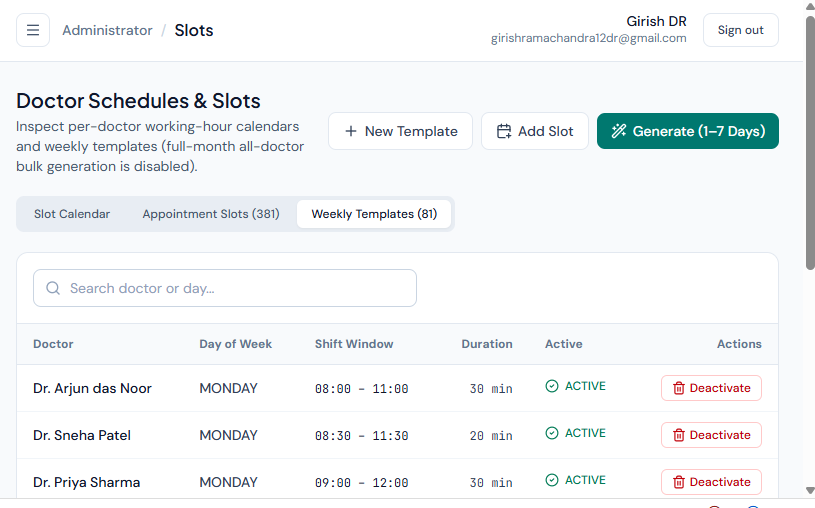 Administrator / Slots
Girish DR
girishramachandra12dr@gmail.com
Sign out
Doctor Schedules & Slots
Inspect per-doctor working-hour calendars
and weekly templates (full-month all-doctor
bulk generation is disabled).
New Template
Add Slot
Generate (1–7 Days)
Slot Calendar
Appointment Slots (381)
Weekly Templates (81)
Search doctor or day...
Doctor Day of Week Shift Window Duration Active Actions
Dr. Arjun das Noor MONDAY 08:00 – 11:00 30 min ACTIVE Deactivate
Dr. Sneha Patel MONDAY 08:30 – 11:30 20 min ACTIVE Deactivate
Dr. Priya Sharma MONDAY 09:00 – 12:00 30 min ACTIVE Deactivate